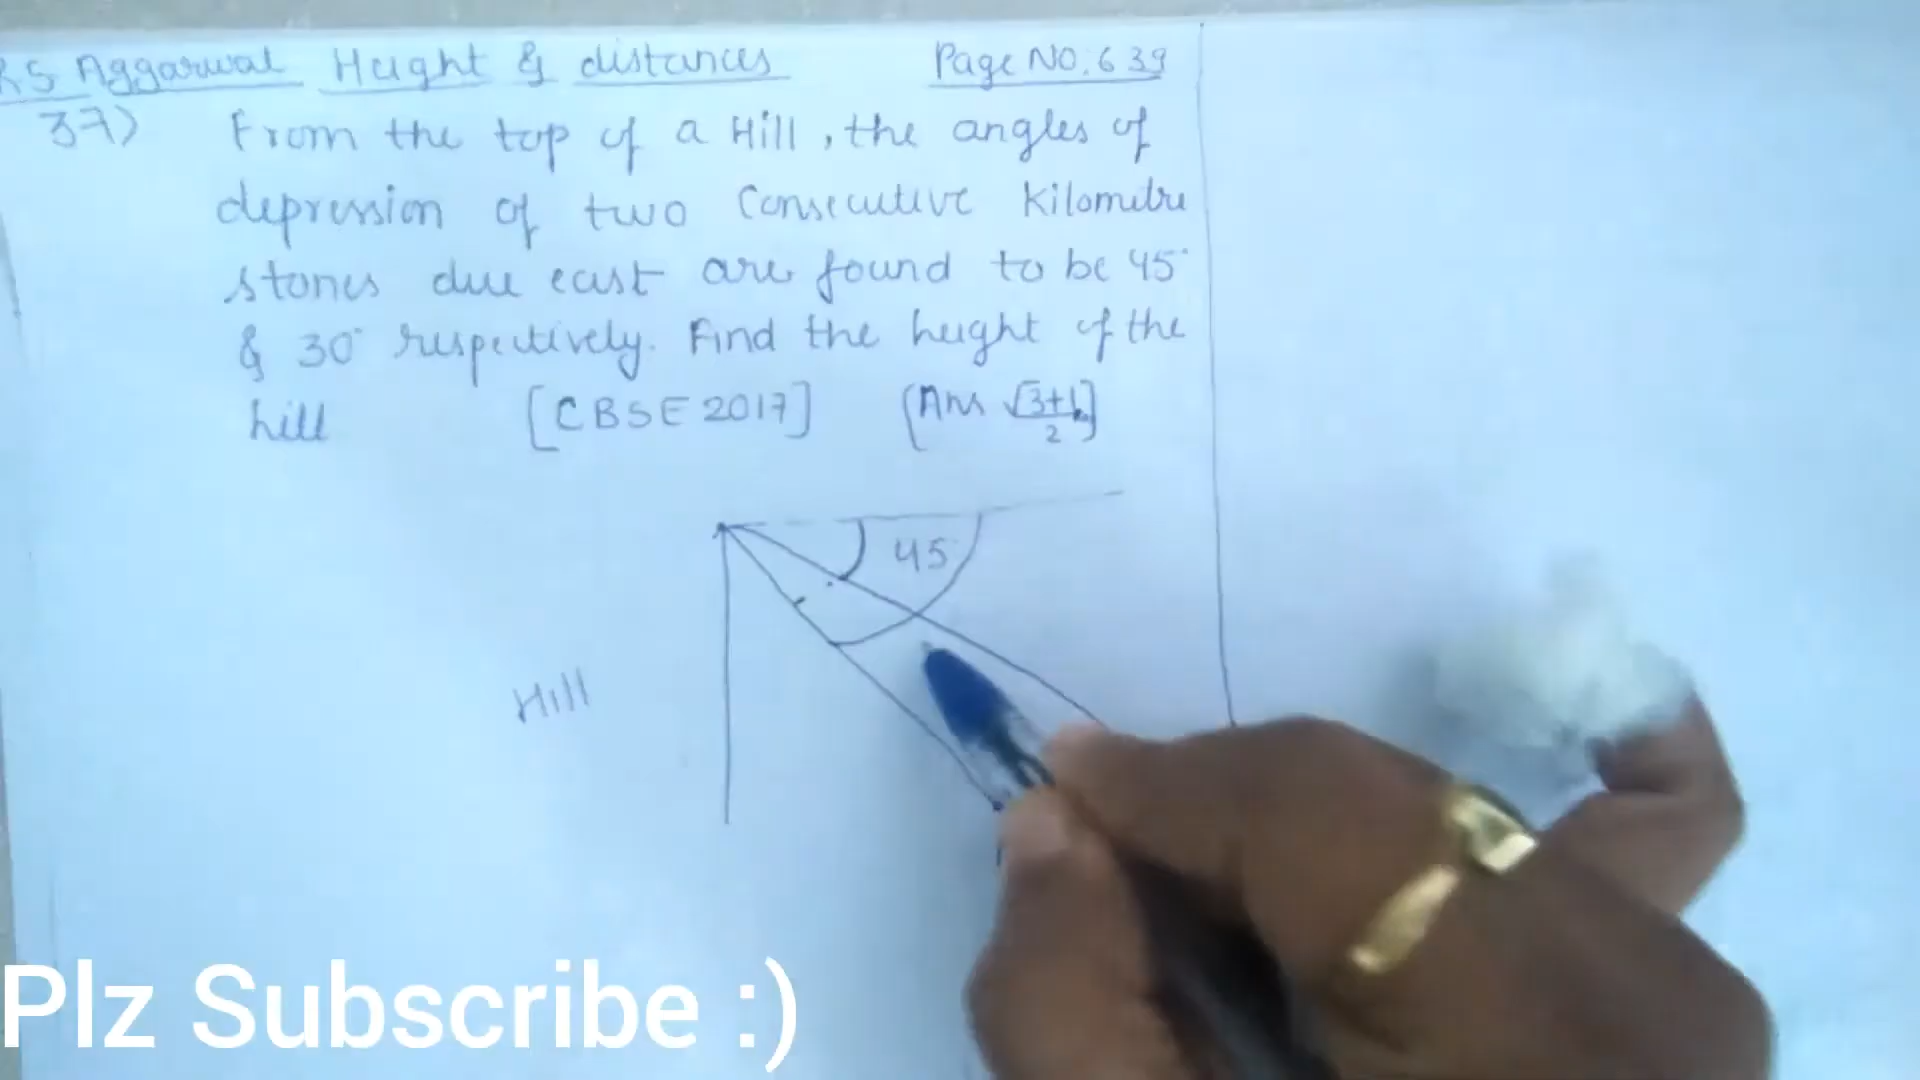 RS Aggarwal Height & distances Page No. 639
37) From the top of a Hill, the angles of
depression of two Consecutive Kilometre
stones due east are found to be 45°
& 30° respectively. Find the height of the
hill [CBSE 2017] [Ans √3+1/2]
45
Hill
Plz Subscribe :)